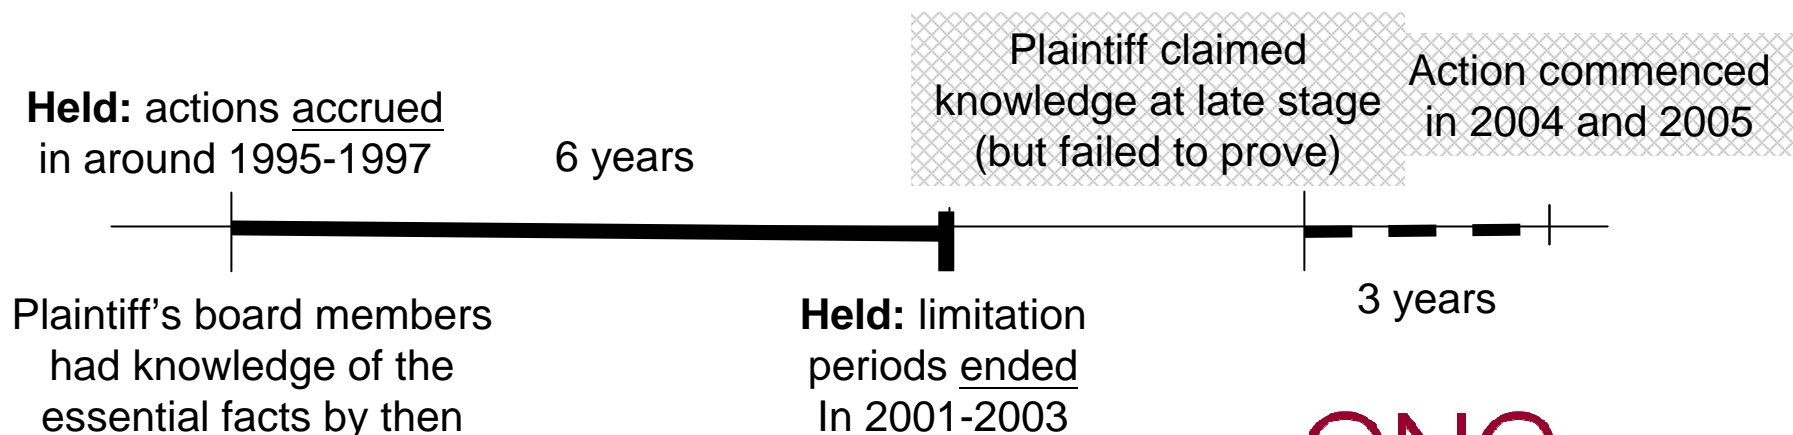 Held: actions accrued
in around 1995-1997
6 years
Plaintiff claimed
knowledge at late stage
(but failed to prove)
Action commenced
in 2004 and 2005
Plaintiff's board members
had knowledge of the
essential facts by then
Held: limitation
periods ended
In 2001-2003
3 years